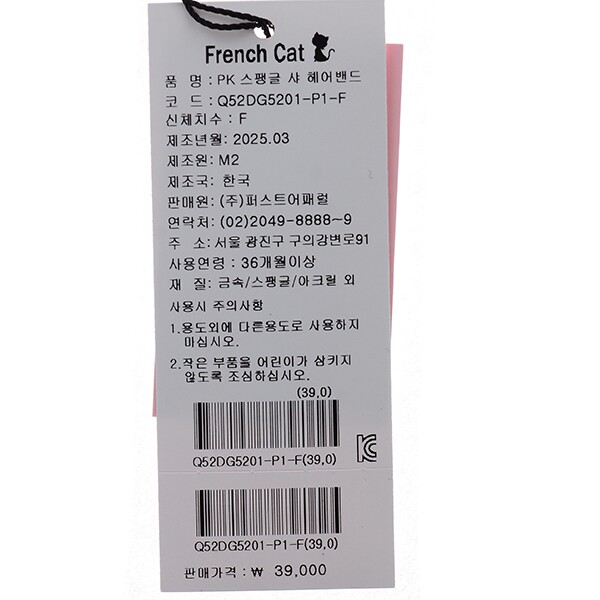 French Cat
품 명 : PK 스팽글 샤 헤어밴드
코 드 : Q52DG5201-P1-F
신체치수 : F
제조년월: 2025.03
제조원: M2
제조국: 한국
판매원: (주)퍼스트어패럴
연락처: (02)2049-8888~9
주 소: 서울 광진구 구의강변로91
사용연령 : 36개월이상
재 질: 금속/스팽글/아크릴 외
사용시 주의사항
1.용도외에 다른용도로 사용하지
마십시오.
2.작은 부품을 어린이가 삼키지
않도록 조심하십시오.
(39,0)
Q52DG5201-P1-F(39,0)
Q52DG5201-P1-F(39,0)
판매가격 : ₩ 39,000